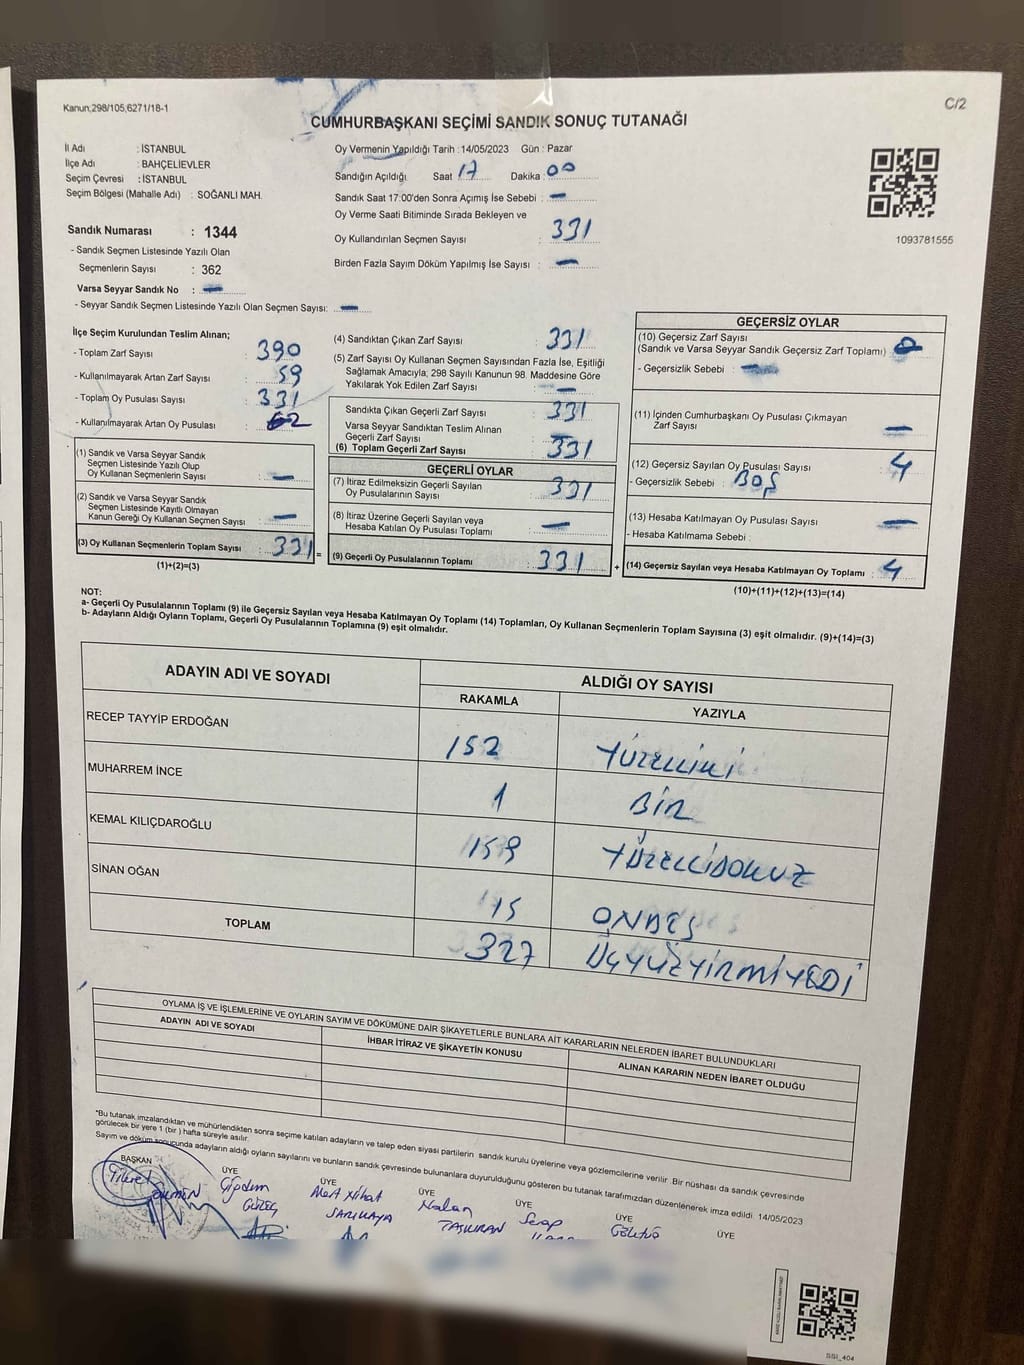 Kanun;298/105,6271/18-1
C/2
CUMHURBAŞKANI SEÇİMİ SANDIK SONUÇ TUTANAĞI
İl Adı : İSTANBUL
İlçe Adı : BAHÇELİEVLER
Seçim Çevresi : İSTANBUL
Seçim Bölgesi (Mahalle Adı) : SOĞANLI MAH.
Sandık Numarası : 1344
- Sandık Seçmen Listesinde Yazılı Olan
Seçmenlerin Sayısı : 362
Varsa Seyyar Sandık No : –
- Seyyar Sandık Seçmen Listesinde Yazılı Olan Seçmen Sayısı: –
Oy Vermenin Yapıldığı Tarih : 14/05/2023 Gün : Pazar
Sandığın Açıldığı Saat 17 Dakika : 00
Sandık Saat 17:00'den Sonra Açımış İse Sebebi : –
Oy Verme Saati Bitiminde Sırada Bekleyen ve
Oy Kullandırılan Seçmen Sayısı : 331
Birden Fazla Sayım Döküm Yapılmış İse Sayısı : –
1093781555
İlçe Seçim Kurulundan Teslim Alınan;
- Toplam Zarf Sayısı : 390
- Kullanılmayarak Artan Zarf Sayısı : 59
- Toplam Oy Pusulası Sayısı : 331
- Kullanılmayarak Artan Oy Pusulası : 62
(1) Sandık ve Varsa Seyyar Sandık
Seçmen Listesinde Yazılı Olup
Oy Kullanan Seçmenlerin Sayısı : –
(2) Sandık ve Varsa Seyyar Sandık
Seçmen Listesinde Kayıtlı Olmayan
Kanun Gereği Oy Kullanan Seçmen Sayısı : –
(3) Oy Kullanan Seçmenlerin Toplam Sayısı : 331 =
(1)+(2)=(3)
(4) Sandıktan Çıkan Zarf Sayısı : 331
(5) Zarf Sayısı Oy Kullanan Seçmen Sayısından Fazla İse, Eşitliği
Sağlamak Amacıyla; 298 Sayılı Kanunun 98. Maddesine Göre
Yakılarak Yok Edilen Zarf Sayısı : –
Sandıkta Çıkan Geçerli Zarf Sayısı : 331
Varsa Seyyar Sandıktan Teslim Alınan
Geçerli Zarf Sayısı : –
(6) Toplam Geçerli Zarf Sayısı : 331
GEÇERLİ OYLAR
(7) İtiraz Edilmeksizin Geçerli Sayılan
Oy Pusulalarının Sayısı : 331
(8) İtiraz Üzerine Geçerli Sayılan veya
Hesaba Katılan Oy Pusulası Toplamı : –
(9) Geçerli Oy Pusulalarının Toplamı : 331 +
GEÇERSİZ OYLAR
(10) Geçersiz Zarf Sayısı
(Sandık ve Varsa Seyyar Sandık Geçersiz Zarf Toplamı) : 0
- Geçersizlik Sebebi :
(11) İçinden Cumhurbaşkanı Oy Pusulası Çıkmayan
Zarf Sayısı : –
(12) Geçersiz Sayılan Oy Pusulası Sayısı : 4
- Geçersizlik Sebebi : BOŞ
(13) Hesaba Katılmayan Oy Pusulası Sayısı : –
- Hesaba Katılmama Sebebi :
(14) Geçersiz Sayılan veya Hesaba Katılmayan Oy Toplamı : 4
(10)+(11)+(12)+(13)=(14)
NOT:
a- Geçerli Oy Pusulalarının Toplamı (9) ile Geçersiz Sayılan veya Hesaba Katılmayan Oy Toplamı (14) Toplamları, Oy Kullanan Seçmenlerin Toplam Sayısına (3) eşit olmalıdır. (9)+(14)=(3)
b- Adayların Aldığı Oyların Toplamı, Geçerli Oy Pusulalarının Toplamına (9) eşit olmalıdır.
ADAYIN ADI VE SOYADI
ALDIĞI OY SAYISI
RAKAMLA YAZIYLA
RECEP TAYYİP ERDOĞAN 152 YÜZELLİİKİ
MUHARREM İNCE 1 BİR
KEMAL KILIÇDAROĞLU 159 YÜZELLİDOKUZ
SİNAN OĞAN 15 ONBEŞ
TOPLAM 327 ÜÇYÜZYİRMİYEDİ
OYLAMA İŞ VE İŞLEMLERİNE VE OYLARIN SAYIM VE DÖKÜMÜNE DAİR ŞİKAYETLERLE BUNLARA AİT KARARLARIN NELERDEN İBARET BULUNDUKLARI
ADAYIN ADI VE SOYADI
İHBAR İTİRAZ VE ŞİKAYETİN KONUSU
ALINAN KARARIN NEDEN İBARET OLDUĞU
*Bu tutanak imzalandıktan ve mühürlendikten sonra seçime katılan adayların ve talep eden siyasi partilerin sandık kurulu üyelerine veya gözlemcilerine verilir. Bir nüshası da sandık çevresinde
görülecek bir yere 1 (bir ) hafta süreyle asılır.
Sayım ve döküm sonucunda adayların aldığı oyların sayılarını ve bunların sandık çevresinde bulunanlara duyurulduğunu gösteren bu tutanak tarafımızdan düzenlenerek imza edildi. 14/05/2023
BAŞKAN
ÜYE Çiğdem
ÜYE Mert Nihat SARIKAYA
ÜYE Nalan TAŞKIRAN
ÜYE Serap
ÜYE
ÜYE
SSİ_404